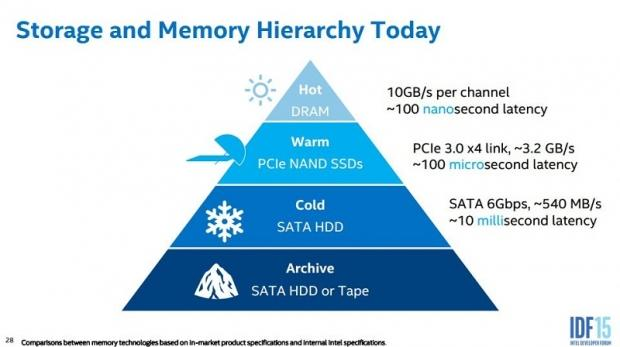 Storage and Memory Hierarchy Today
Hot
DRAM
10GB/s per channel
~100 nanosecond latency
Warm
PCIe NAND SSDs
PCIe 3.0 x4 link, ~3.2 GB/s
~100 microsecond latency
Cold
SATA HDD
SATA 6Gbps, ~540 MB/s
~10 millisecond latency
Archive
SATA HDD or Tape
28 Comparisons between memory technologies based on in-market product specifications and internal Intel specifications.
IDF15
INTEL DEVELOPER FORUM